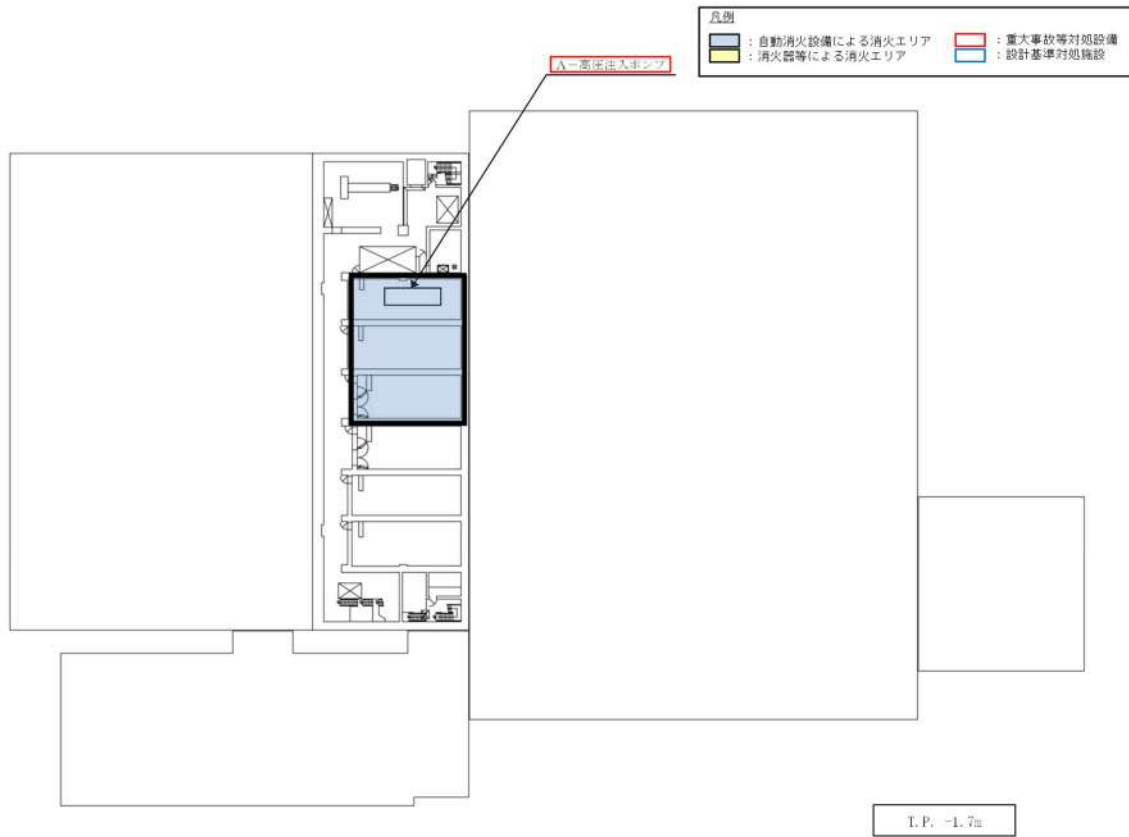 凡例
：自動消火設備による消火エリア
：消火器等による消火エリア
：重大事故等対処設備
：設計基準対処施設
A－高圧注入ポンプ
T.P. -1.7m